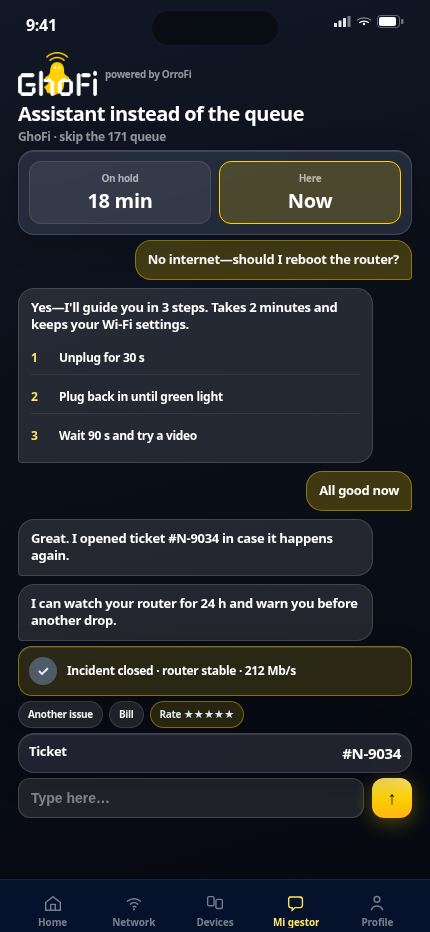 9:41
GhoFi powered by OrroFi
Assistant instead of the queue
GhoFi · skip the 171 queue
On hold
18 min
Here
Now
No internet—should I reboot the router?
Yes—I'll guide you in 3 steps. Takes 2 minutes and
keeps your Wi-Fi settings.
1 Unplug for 30 s
2 Plug back in until green light
3 Wait 90 s and try a video
All good now
Great. I opened ticket #N-9034 in case it happens
again.
I can watch your router for 24 h and warn you before
another drop.
Incident closed · router stable · 212 Mb/s
Another issue
Bill
Rate ★★★★★
Ticket #N-9034
Type here…
↑
Home
Network
Devices
Mi gestor
Profile